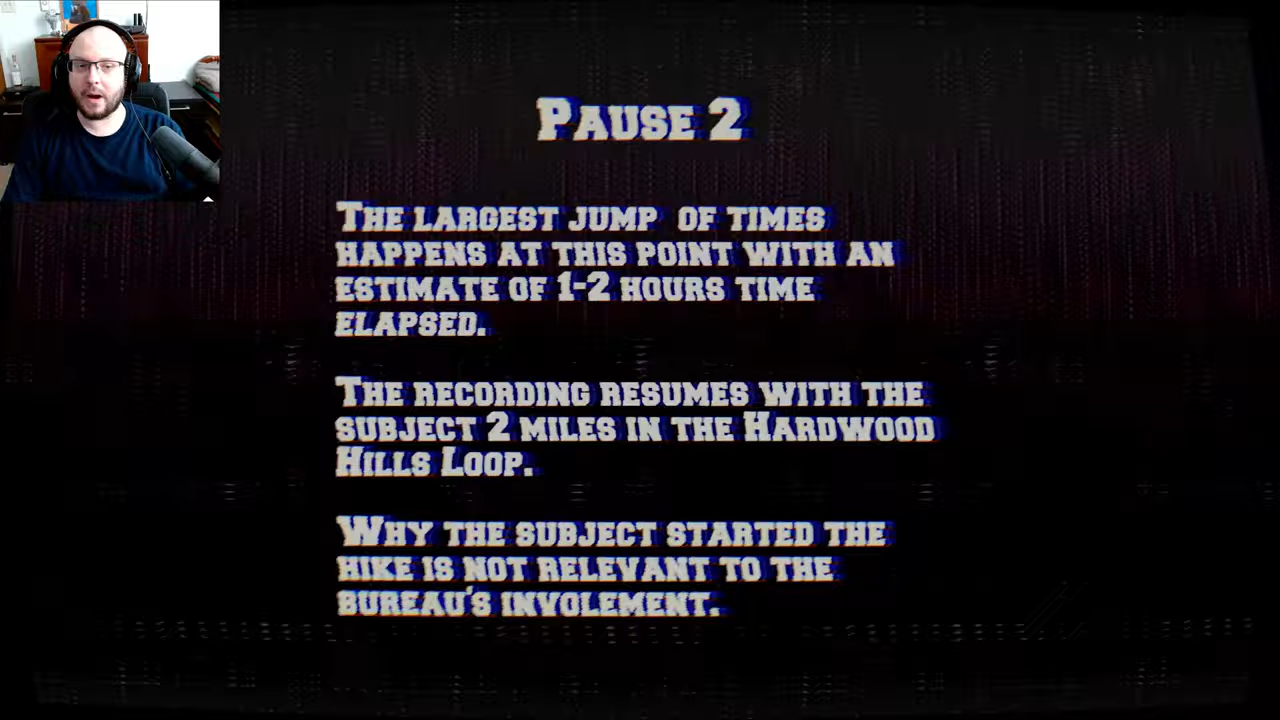 Pause 2
The largest jump of times
happens at this point with an
estimate of 1-2 hours time
elapsed.
The recording resumes with the
subject 2 miles in the Hardwood
Hills Loop.
Why the subject started the
hike is not relevant to the
bureau's involement.